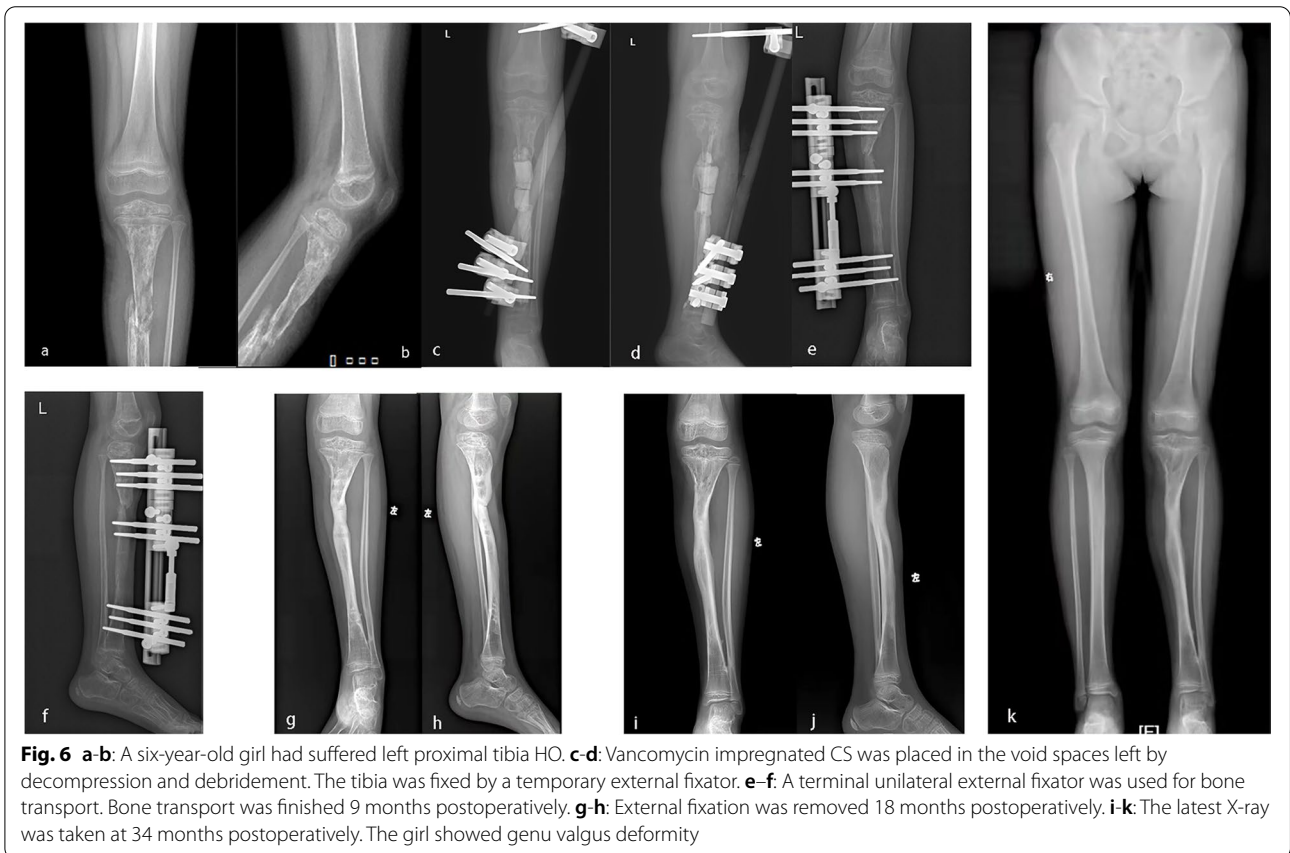 L
L
L
a
b
c
d
e
L
f
g
h
i
j
k
[F]
Fig. 6 a-b: A six-year-old girl had suffered left proximal tibia HO. c-d: Vancomycin impregnated CS was placed in the void spaces left by
decompression and debridement. The tibia was fixed by a temporary external fixator. e–f: A terminal unilateral external fixator was used for bone
transport. Bone transport was finished 9 months postoperatively. g-h: External fixation was removed 18 months postoperatively. i-k: The latest X-ray
was taken at 34 months postoperatively. The girl showed genu valgus deformity